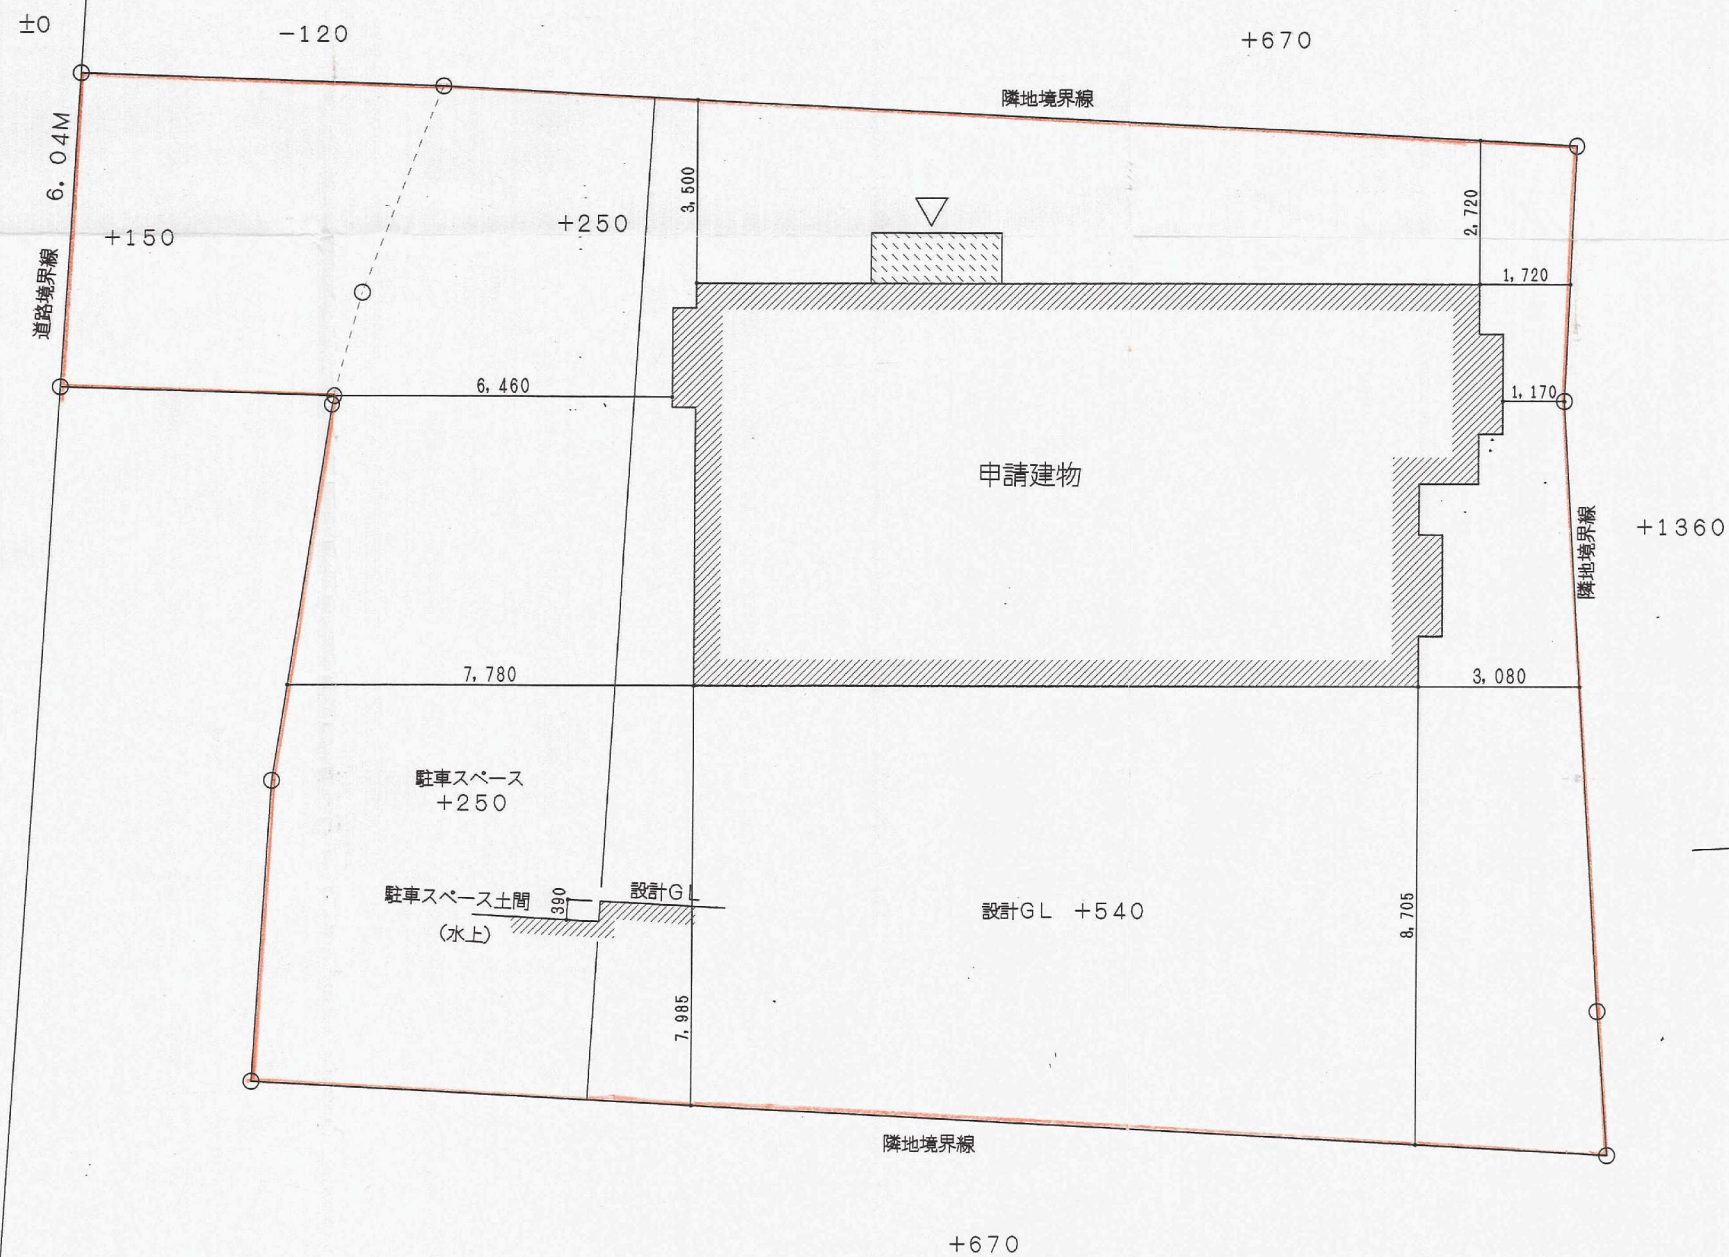 ±0
-120
+670
隣地境界線
6. 04M
3, 500
2, 720
+250
+150
道路境界線
1, 720
6, 460
1, 170
申請建物
隣地境界線
+1360
7, 780
3, 080
駐車スペース
+250
駐車スペース土間
390
設計GL
(水上)
設計GL +540
8, 705
7, 985
隣地境界線
+670